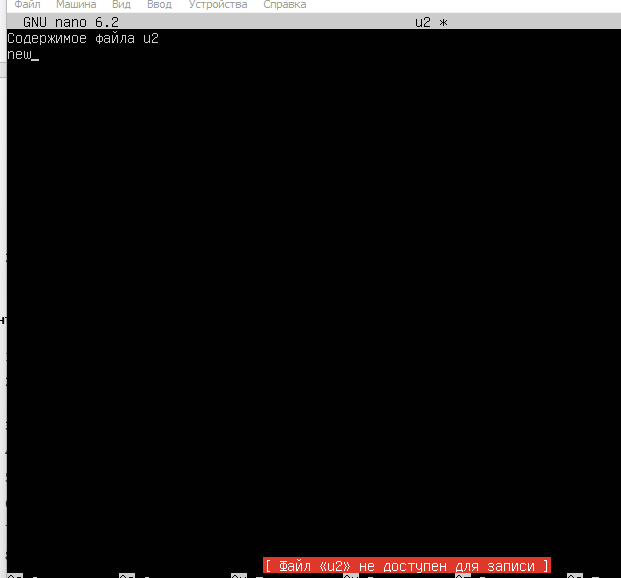 Файл Машина Вид Ввод Устройства Справка
GNU nano 6.2 u2 *
Содержимое файла u2
new_
[ Файл «u2» не доступен для записи ]